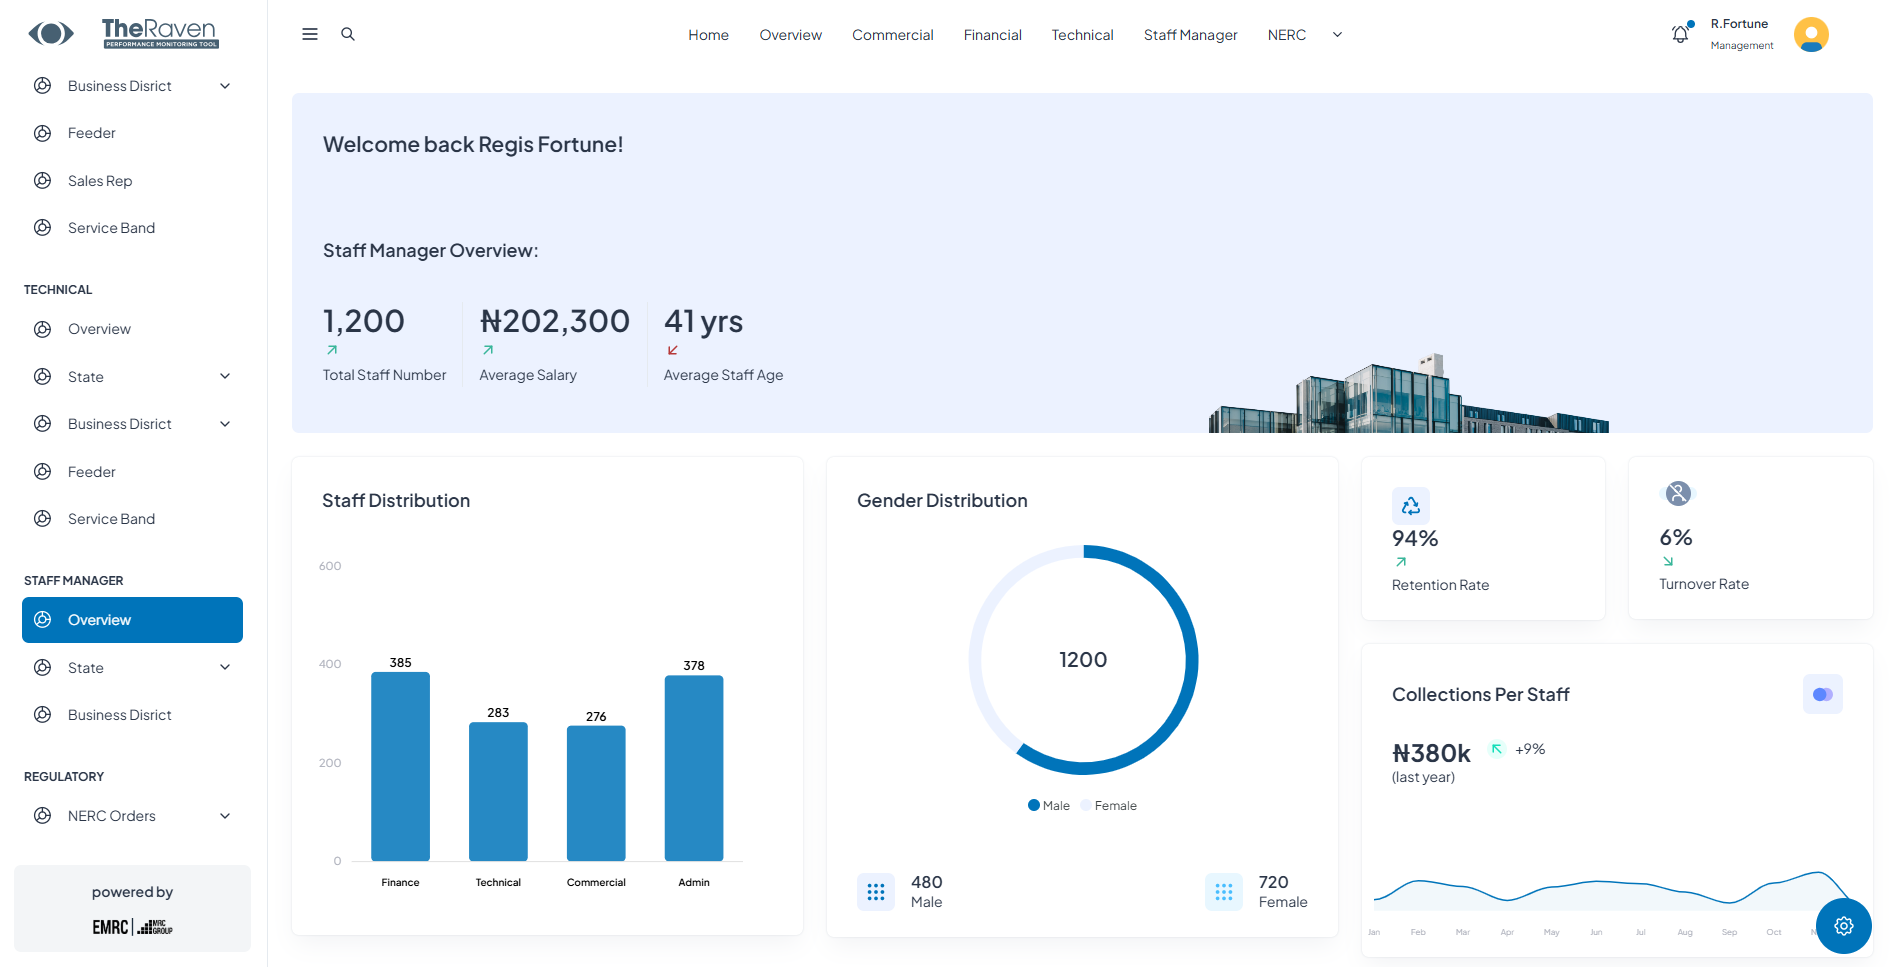 TheRaven
PERFORMANCE MONITORING TOOL
Business Disrict
Feeder
Sales Rep
Service Band
TECHNICAL
Overview
State
Business Disrict
Feeder
Service Band
STAFF MANAGER
Overview
State
Business Disrict
REGULATORY
NERC Orders
powered by
EMRC | MRC GROUP
Home Overview Commercial Financial Technical Staff Manager NERC
R.Fortune
Management
Welcome back Regis Fortune!
Staff Manager Overview:
1,200
Total Staff Number
₦202,300
Average Salary
41 yrs
Average Staff Age
Staff Distribution
600
400
200
0
385
283
276
378
Finance Technical Commercial Admin
Gender Distribution
1200
Male Female
480
Male
720
Female
94%
Retention Rate
6%
Turnover Rate
Collections Per Staff
₦380k +9%
(last year)
Jan Feb Mar Apr May Jun Jul Aug Sep Oct